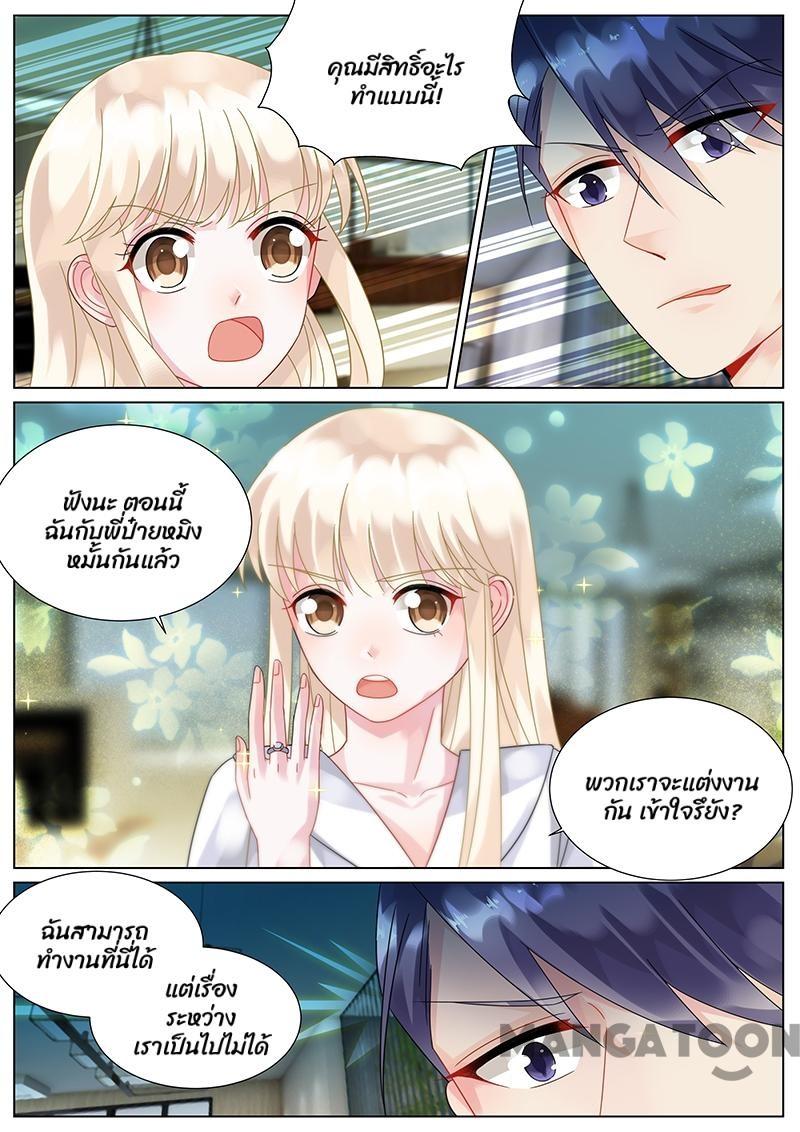 คุณมีสิทธิ์อะไร
ทำแบบนี้!
ฟังนะ ตอนนี้
ฉันกับพี่ป๋ายหมิง
หมั้นกันแล้ว
พวกเราจะแต่งงาน
กัน เข้าใจรึยัง?
ฉันสามารถ
ทำงานที่นี่ได้
แต่เรื่อง
ระหว่าง
เราเป็นไปไม่ได้
MANGATOON